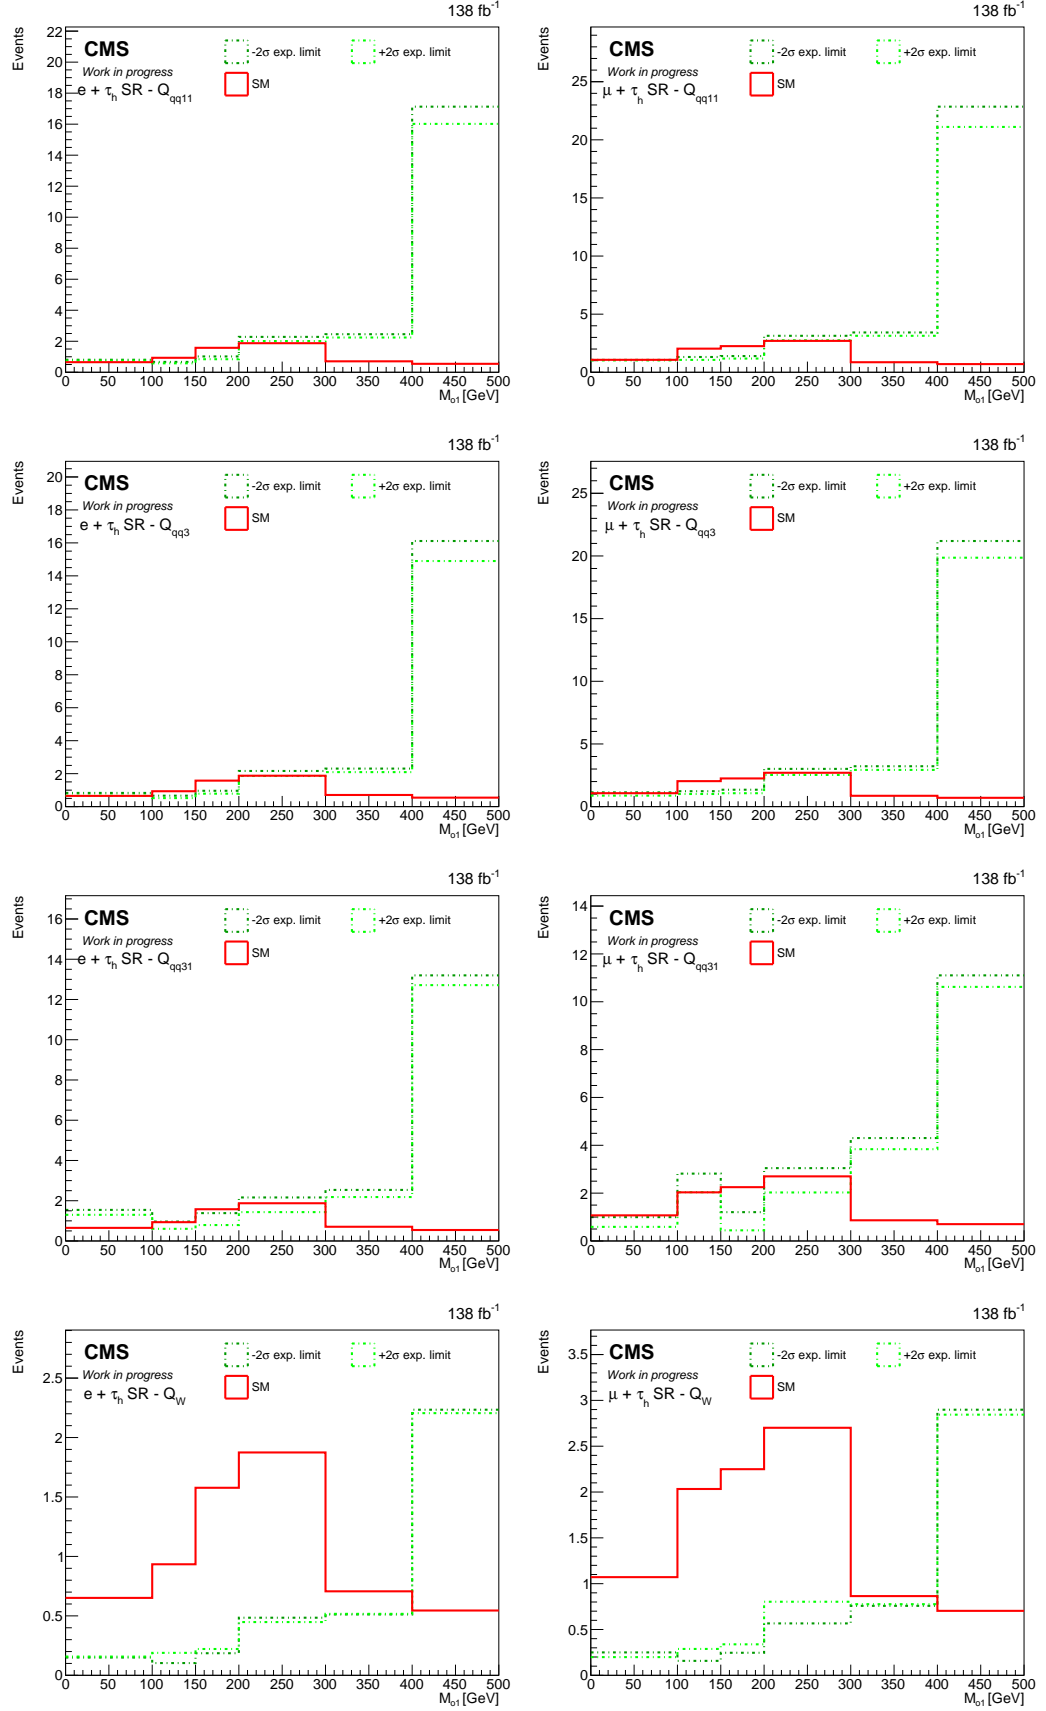 138 fb-1
Events
CMS
Work in progress
e + τh SR - Qqq11
-2σ exp. limit
+2σ exp. limit
SM
22
20
18
16
14
12
10
8
6
4
2
0
0 50 100 150 200 250 300 350 400 450 500
Mo1 [GeV]
138 fb-1
Events
CMS
Work in progress
μ + τh SR - Qqq11
-2σ exp. limit
+2σ exp. limit
SM
25
20
15
10
5
0
0 50 100 150 200 250 300 350 400 450 500
Mo1 [GeV]
138 fb-1
Events
CMS
Work in progress
e + τh SR - Qqq3
-2σ exp. limit
+2σ exp. limit
SM
20
18
16
14
12
10
8
6
4
2
0
0 50 100 150 200 250 300 350 400 450 500
Mo1 [GeV]
138 fb-1
Events
CMS
Work in progress
μ + τh SR - Qqq3
-2σ exp. limit
+2σ exp. limit
SM
25
20
15
10
5
0
0 50 100 150 200 250 300 350 400 450 500
Mo1 [GeV]
138 fb-1
Events
CMS
Work in progress
e + τh SR - Qqq31
-2σ exp. limit
+2σ exp. limit
SM
16
14
12
10
8
6
4
2
0
0 50 100 150 200 250 300 350 400 450 500
Mo1 [GeV]
138 fb-1
Events
CMS
Work in progress
μ + τh SR - Qqq31
-2σ exp. limit
+2σ exp. limit
SM
14
12
10
8
6
4
2
0
0 50 100 150 200 250 300 350 400 450 500
Mo1 [GeV]
138 fb-1
Events
CMS
Work in progress
e + τh SR - QW
-2σ exp. limit
+2σ exp. limit
SM
2.5
2
1.5
1
0.5
0
0 50 100 150 200 250 300 350 400 450 500
Mo1 [GeV]
138 fb-1
Events
CMS
Work in progress
μ + τh SR - QW
-2σ exp. limit
+2σ exp. limit
SM
3.5
3
2.5
2
1.5
1
0.5
0
0 50 100 150 200 250 300 350 400 450 500
Mo1 [GeV]